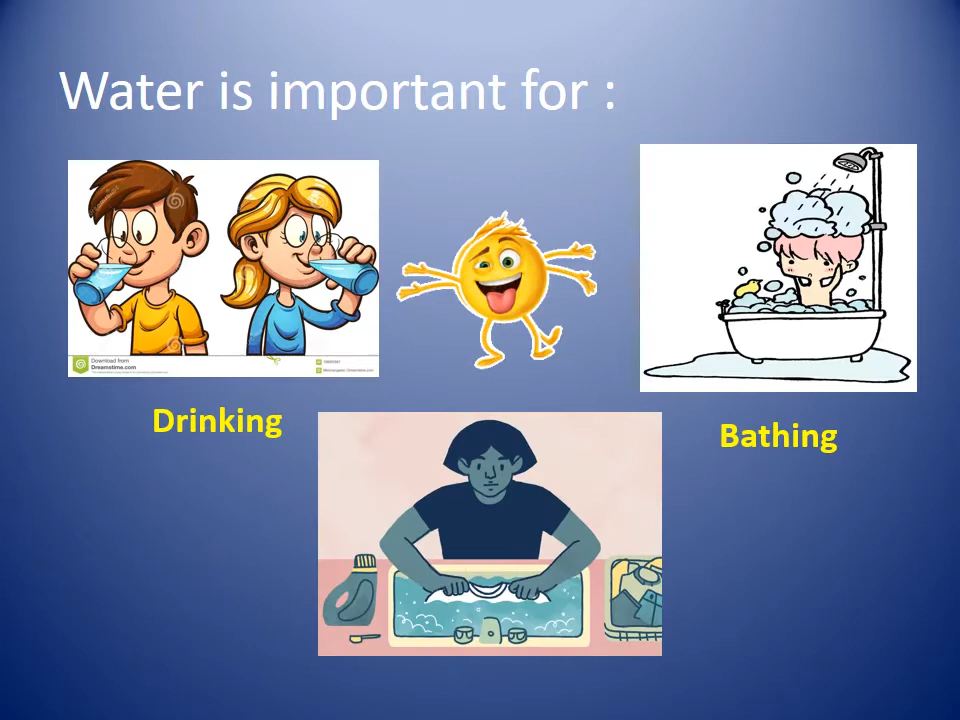 Water is important for :
Download from
Dreamstime.com
Drinking
Bathing